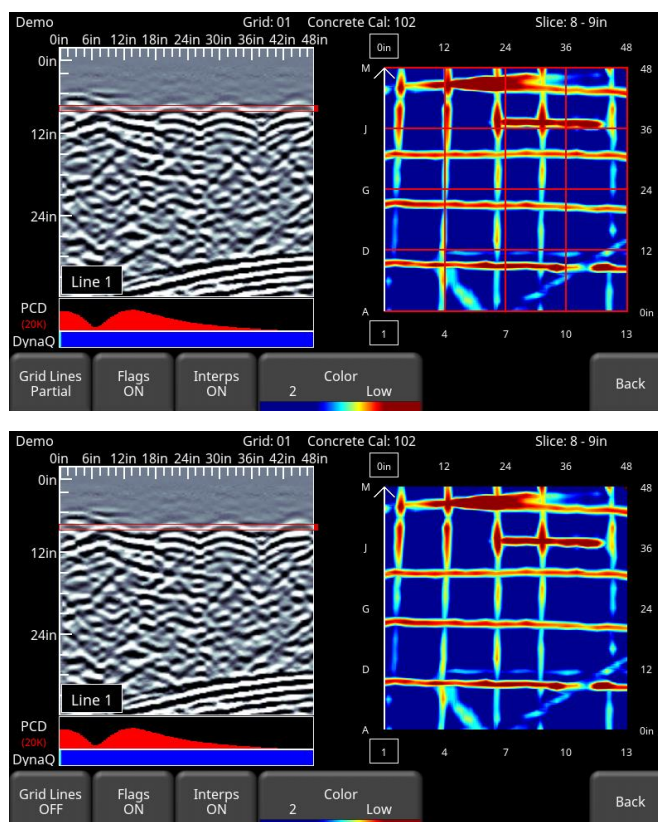 Demo Grid: 01 Concrete Cal: 102 Slice: 8 - 9in
0in 6in 12in 18in 24in 30in 36in 42in 48in
0in 12 24 36 48
0in
M 48
12in
J 36
G 24
24in
D 12
Line 1
A 0in
PCD
(20K)
1 4 7 10 13
DynaQ
Grid Lines Partial
Flags ON
Interps ON
Color
2 Low
Back
Demo Grid: 01 Concrete Cal: 102 Slice: 8 - 9in
0in 6in 12in 18in 24in 30in 36in 42in 48in
0in 12 24 36 48
0in
M 48
12in
J 36
G 24
24in
D 12
Line 1
A 0in
PCD
(20K)
1 4 7 10 13
DynaQ
Grid Lines OFF
Flags ON
Interps ON
Color
2 Low
Back